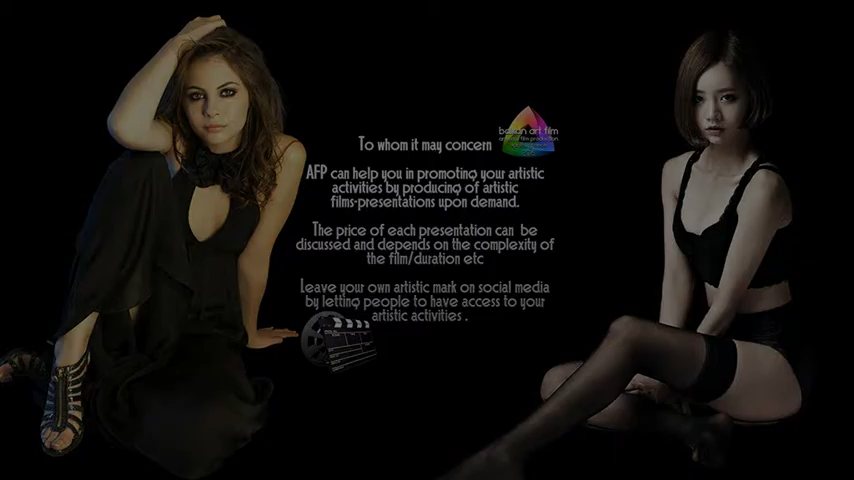 To whom it may concern
bahman art film
AFP can help you in promoting your artistic
activities by producing of artistic
films-presentations upon demand.
The price of each presentation can be
discussed and depends on the complexity of
the film/duration etc
Leave your own artistic mark on social media
by letting people to have access to your
artistic activities .